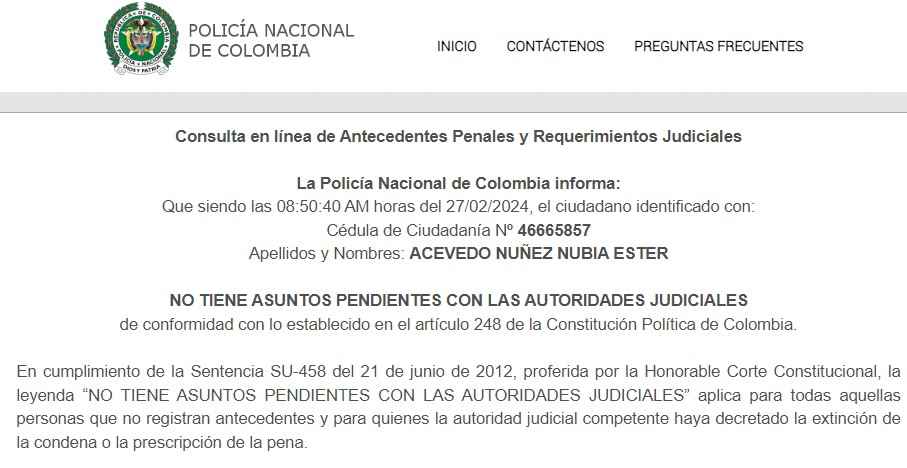 POLICÍA NACIONAL
DE COLOMBIA
INICIO CONTÁCTENOS PREGUNTAS FRECUENTES
Consulta en línea de Antecedentes Penales y Requerimientos Judiciales
La Policía Nacional de Colombia informa:
Que siendo las 08:50:40 AM horas del 27/02/2024, el ciudadano identificado con:
Cédula de Ciudadanía Nº 46665857
Apellidos y Nombres: ACEVEDO NUÑEZ NUBIA ESTER
NO TIENE ASUNTOS PENDIENTES CON LAS AUTORIDADES JUDICIALES
de conformidad con lo establecido en el artículo 248 de la Constitución Política de Colombia.
En cumplimiento de la Sentencia SU-458 del 21 de junio de 2012, proferida por la Honorable Corte Constitucional, la
leyenda “NO TIENE ASUNTOS PENDIENTES CON LAS AUTORIDADES JUDICIALES” aplica para todas aquellas
personas que no registran antecedentes y para quienes la autoridad judicial competente haya decretado la extinción de
la condena o la prescripción de la pena.